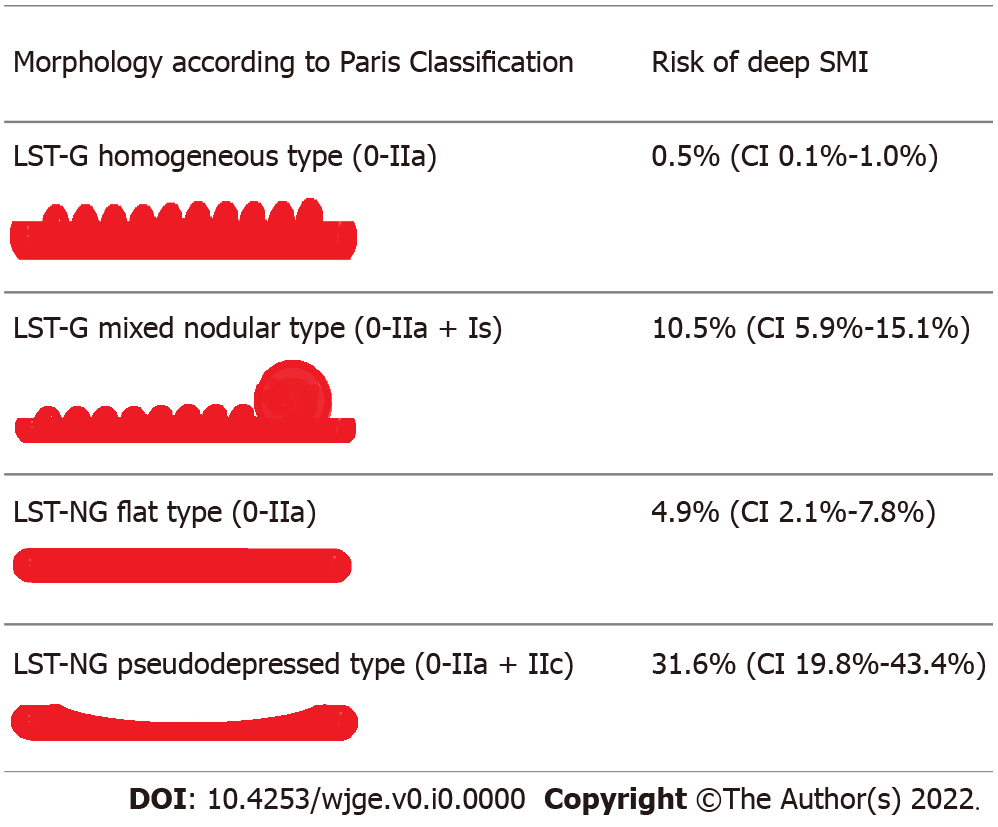 Morphology according to Paris Classification Risk of deep SMI
LST-G homogeneous type (0-IIa) 0.5% (CI 0.1%-1.0%)
LST-G mixed nodular type (0-IIa + Is) 10.5% (CI 5.9%-15.1%)
LST-NG flat type (0-IIa) 4.9% (CI 2.1%-7.8%)
LST-NG pseudodepressed type (0-IIa + IIc) 31.6% (CI 19.8%-43.4%)
DOI: 10.4253/wjge.v0.i0.0000 Copyright ©The Author(s) 2022.